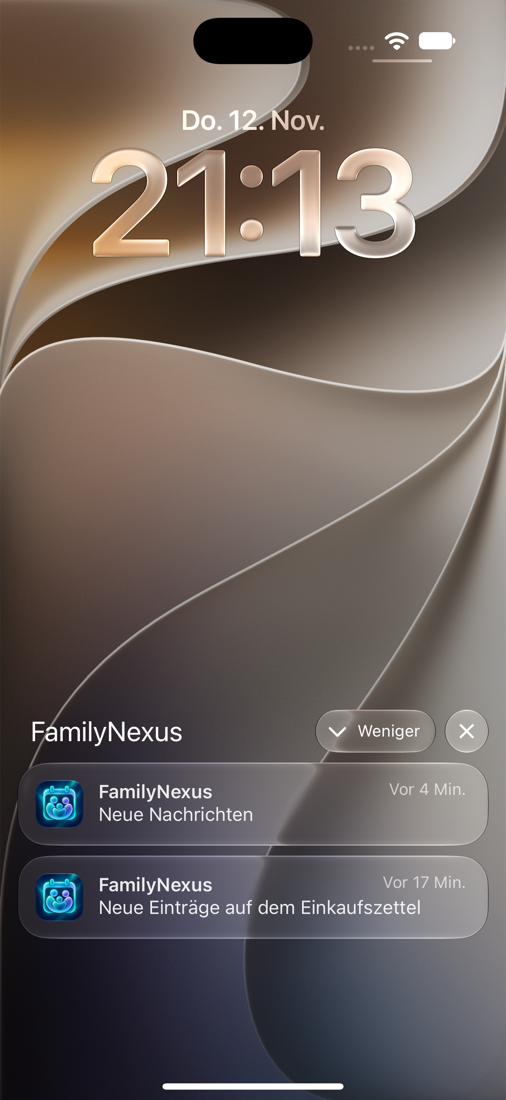 Do. 12. Nov.
21:13
FamilyNexus
Weniger
FamilyNexus
Vor 4 Min.
Neue Nachrichten
FamilyNexus
Vor 17 Min.
Neue Einträge auf dem Einkaufszettel